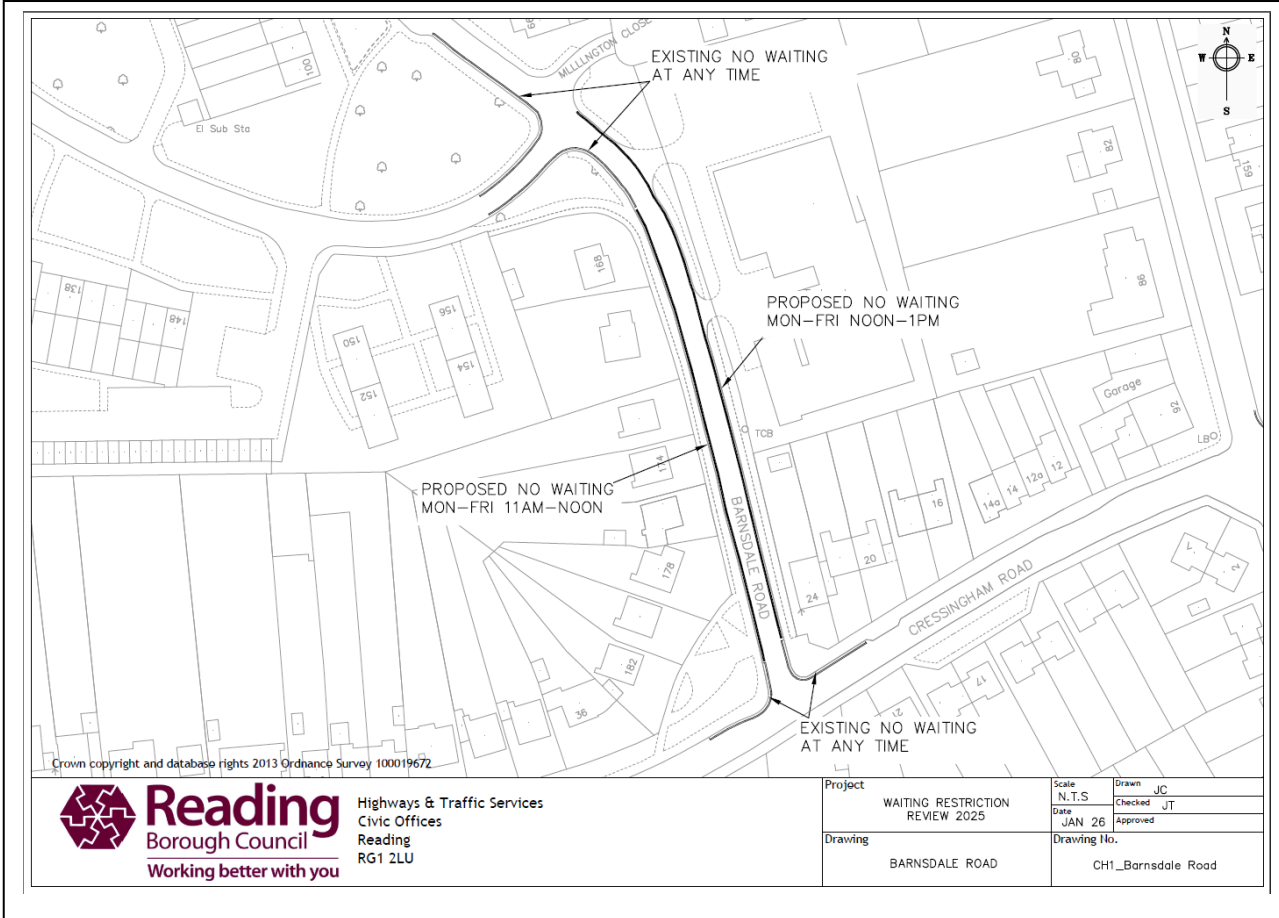 N
W E
S
66
MLLLLNGTON CLOSE
EXISTING NO WAITING
AT ANY TIME
80
100
El Sub Sta
82
159
168
138
148
156
150
154
152
86
PROPOSED NO WAITING
MON-FRI NOON-1PM
Garage
92
LB
TCB
174
PROPOSED NO WAITING
MON-FRI 11AM-NOON
BARNSDALE ROAD
16
14a
14
12a
12
20
178
24
CRESSINGHAM ROAD
2
182
17
21
36
EXISTING NO WAITING
AT ANY TIME
Crown copyright and database rights 2013 Ordnance Survey 100019672
Reading
Borough Council
Working better with you
Highways & Traffic Services
Civic Offices
Reading
RG1 2LU
Project
WAITING RESTRICTION
REVIEW 2025
Drawing
BARNSDALE ROAD
Scale
N.T.S
Drawn
JC
Checked JT
Date
JAN 26
Approved
Drawing No.
CH1_Barnsdale Road